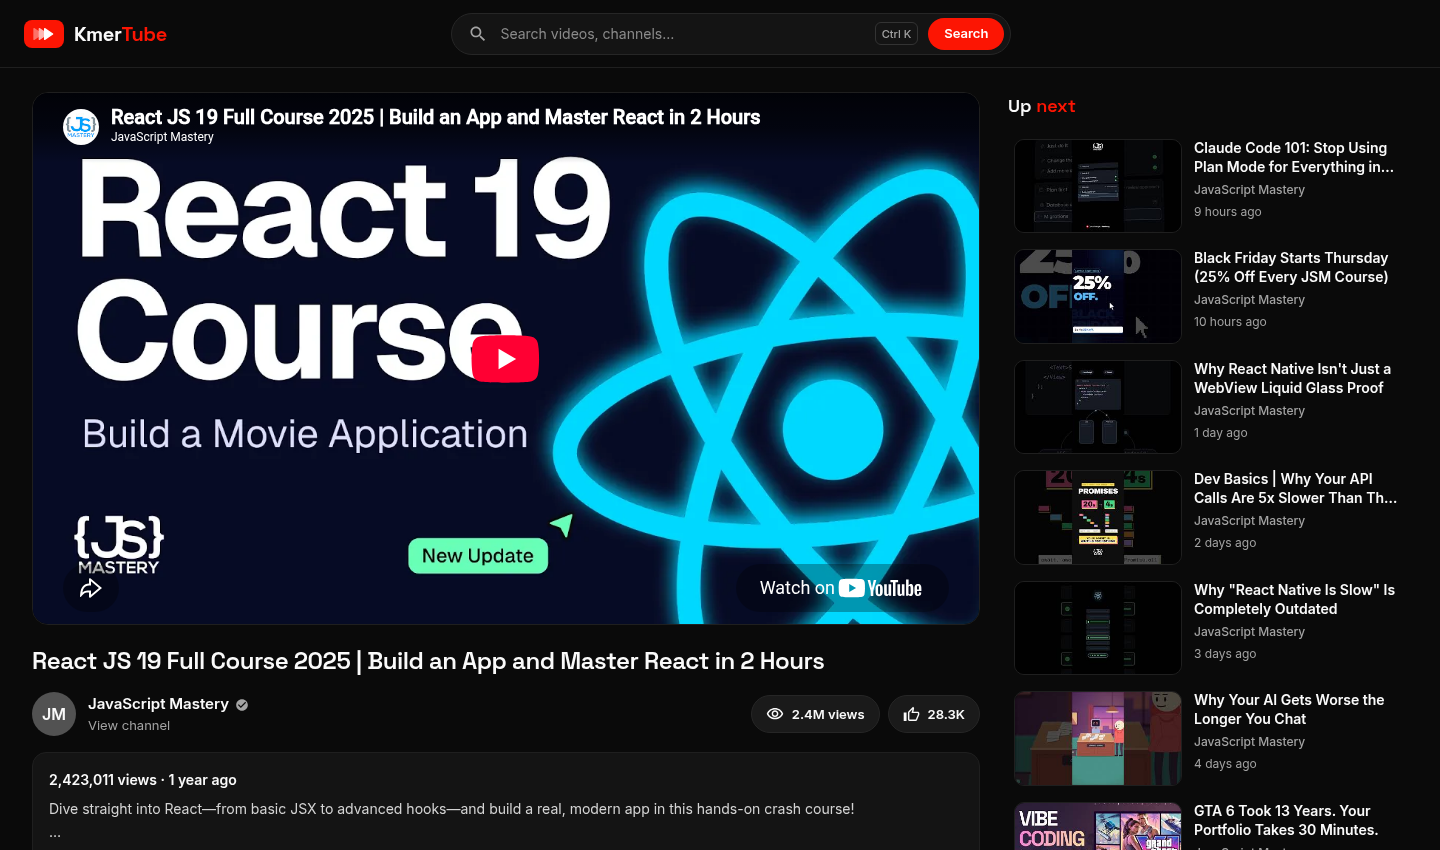 KmerTube
Search videos, channels...
Ctrl K
Search
React JS 19 Full Course 2025 | Build an App and Master React in 2 Hours
JavaScript Mastery
{JS}
MASTERY
React 19
Course
Build a Movie Application
{JS}
MASTERY
New Update
Watch on YouTube
React JS 19 Full Course 2025 | Build an App and Master React in 2 Hours
JM
JavaScript Mastery
View channel
2.4M views
28.3K
2,423,011 views · 1 year ago
Dive straight into React—from basic JSX to advanced hooks—and build a real, modern app in this hands-on crash course!
...
Up next
Claude Code 101: Stop Using
Plan Mode for Everything in...
JavaScript Mastery
9 hours ago
25%
OFF.
Black Friday Starts Thursday
(25% Off Every JSM Course)
JavaScript Mastery
10 hours ago
Why React Native Isn't Just a
WebView Liquid Glass Proof
JavaScript Mastery
1 day ago
PROMISES
20s
4s
Dev Basics | Why Your API
Calls Are 5x Slower Than Th...
JavaScript Mastery
2 days ago
Why "React Native Is Slow" Is
Completely Outdated
JavaScript Mastery
3 days ago
Why Your AI Gets Worse the
Longer You Chat
JavaScript Mastery
4 days ago
VIBE
CODING
GTA 6 Took 13 Years. Your
Portfolio Takes 30 Minutes.